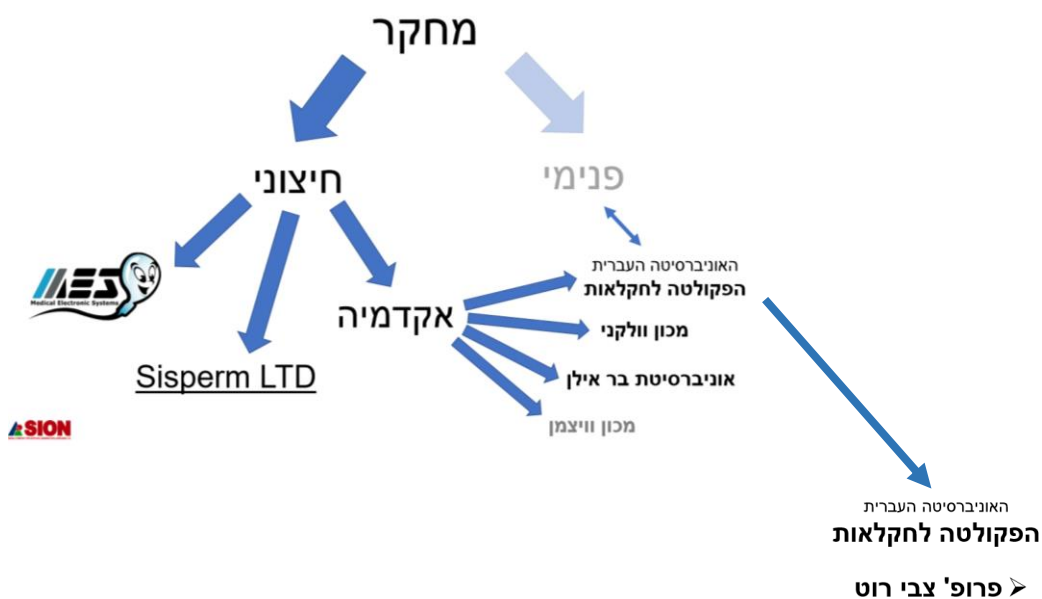 מחקר
חיצוני
פנימי
MES
Medical Electronic Systems
Sisperm LTD
אקדמיה
האוניברסיטה העברית
הפקולטה לחקלאות
מכון וולקני
אוניברסיטת בר אילן
מכון וויצמן
SION
האוניברסיטה העברית
הפקולטה לחקלאות
➢ פרופ' צבי רוט